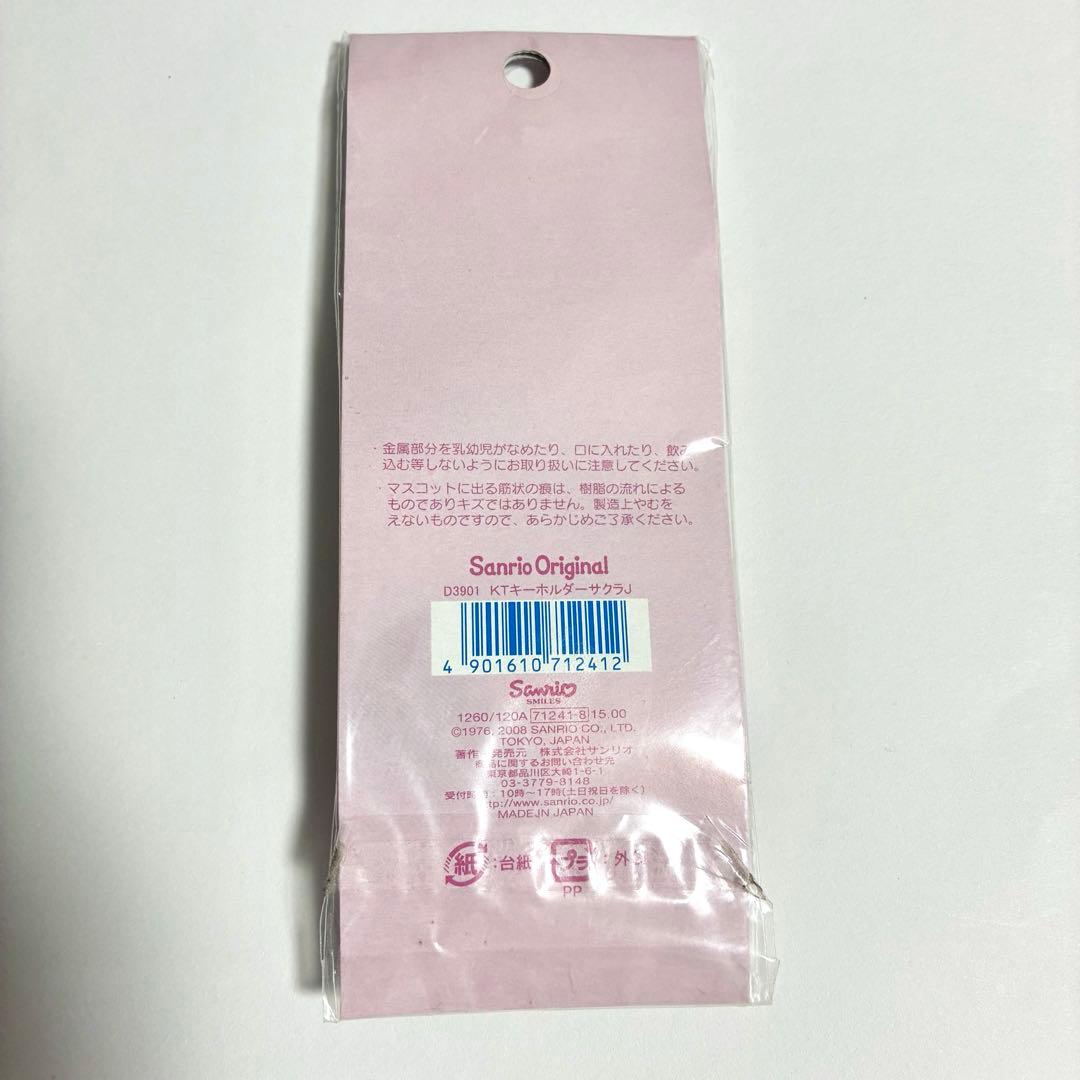 ・金属部分を乳幼児がなめたり、口に入れたり、飲み
込む等しないようにお取り扱いに注意してください。
・マスコットに出る筋状の痕は、樹脂の流れによる
ものでありキズではありません。製造上やむを
えないものですので、あらかじめご了承ください。
Sanrio Original
D3901 KTキーホルダーサクラJ
4 901610 712412
Sanrio
SMILES
1260/120A 71241-8 15.00
©1976, 2008 SANRIO CO., LTD.
TOKYO, JAPAN
著作・発売元 株式会社サンリオ
商品に関するお問い合わせ先
東京都品川区大崎1-6-1
03-3779-8148
受付時間:10時〜17時(土日祝日を除く)
http://www.sanrio.co.jp/
MADE IN JAPAN
紙:台紙 プラ:外
PP